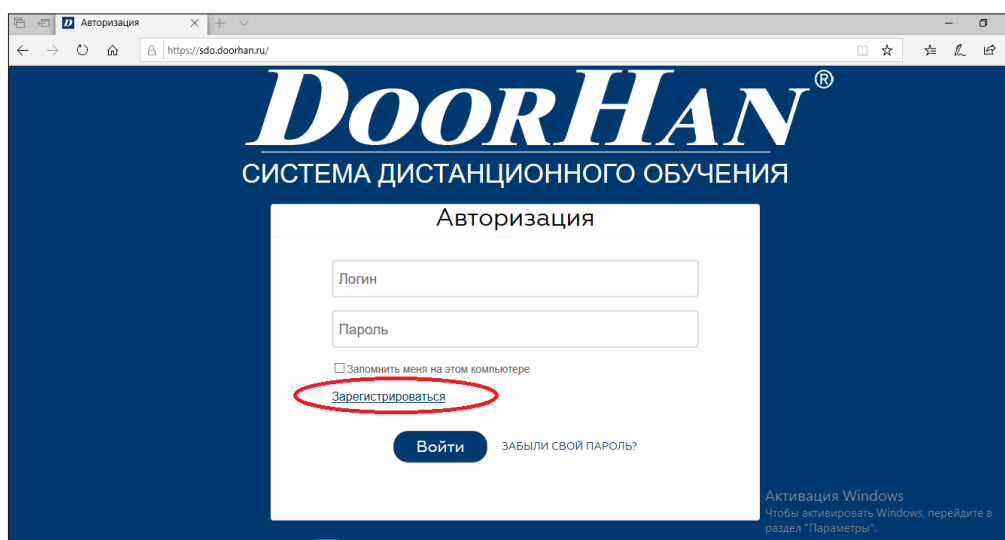 Авторизация
https://sdo.doorhan.ru/
DOORHAN®
СИСТЕМА ДИСТАНЦИОННОГО ОБУЧЕНИЯ
Авторизация
Логин
Пароль
Запомнить меня на этом компьютере
Зарегистрироваться
Войти ЗАБЫЛИ СВОЙ ПАРОЛЬ?
Активация Windows
Чтобы активировать Windows, перейдите в
раздел "Параметры".